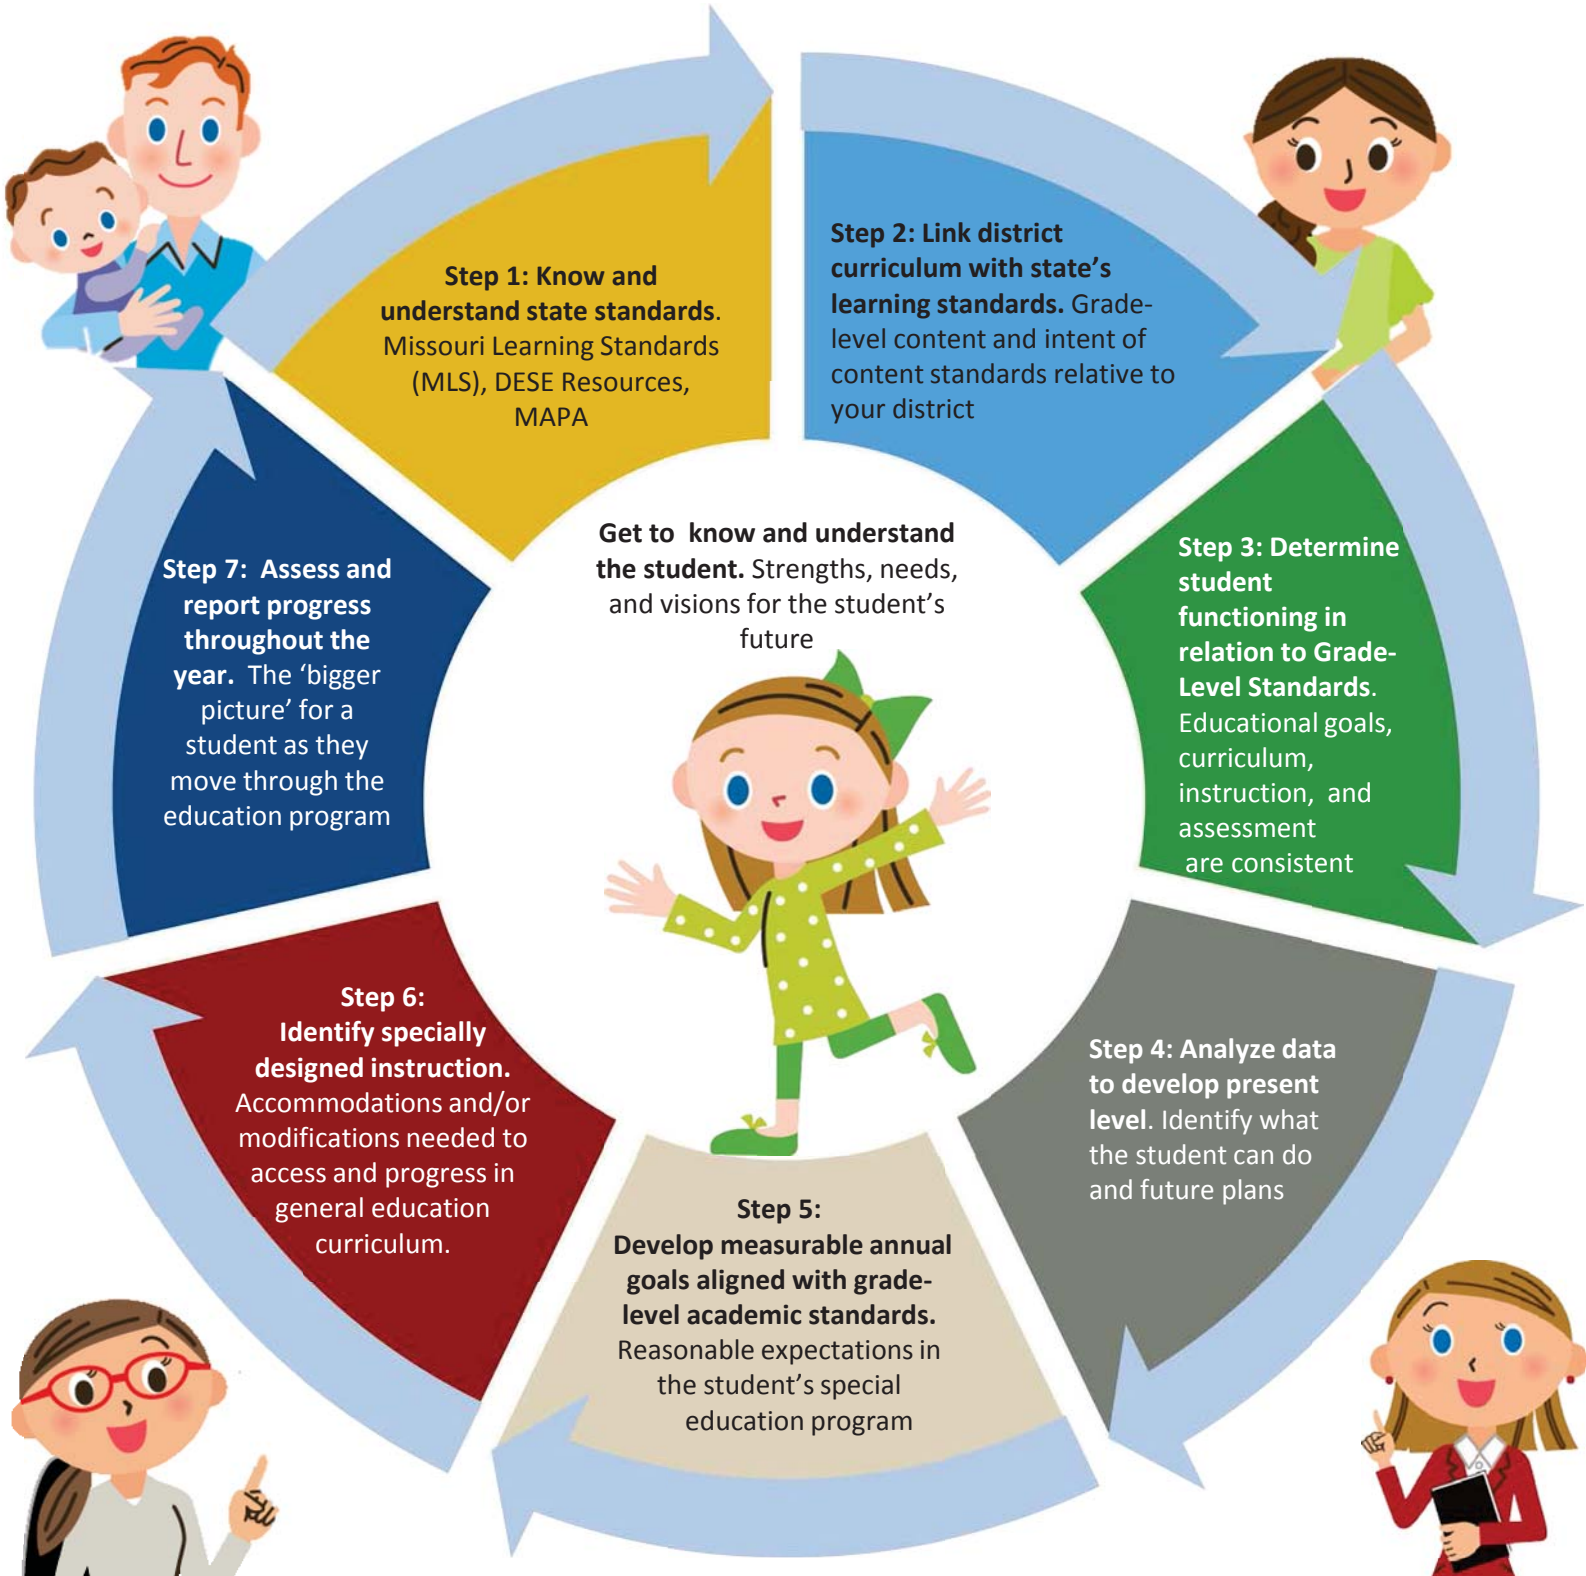 Step 1: Know and
understand state standards.
Missouri Learning Standards
(MLS), DESE Resources,
MAPA
Step 2: Link district
curriculum with state’s
learning standards. Grade-
level content and intent of
content standards relative to
your district
Get to know and understand
the student. Strengths, needs,
and visions for the student’s
future
Step 3: Determine
student
functioning in
relation to Grade-
Level Standards.
Educational goals,
curriculum,
instruction, and
assessment
are consistent
Step 4: Analyze data
to develop present
level. Identify what
the student can do
and future plans
Step 5:
Develop measurable annual
goals aligned with grade-
level academic standards.
Reasonable expectations in
the student’s special
education program
Step 6:
Identify specially
designed instruction.
Accommodations and/or
modifications needed to
access and progress in
general education
curriculum.
Step 7: Assess and
report progress
throughout the
year. The ‘bigger
picture’ for a
student as they
move through the
education program